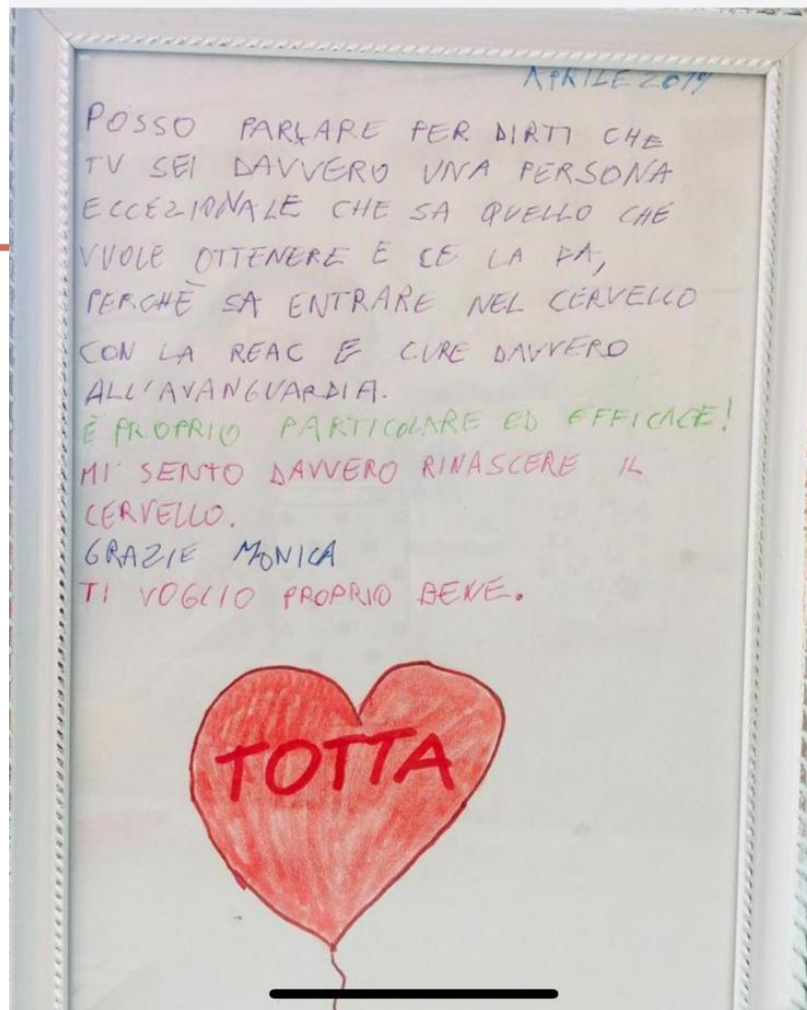 APRILE 2019
POSSO PARLARE PER DIRTI CHE
TU SEI DAVVERO UNA PERSONA
ECCEZIONALE CHE SA QUELLO CHE
VUOLE OTTENERE E CE LA FA,
PERCHÈ SA ENTRARE NEL CERVELLO
CON LA REAC E CURE DAVVERO
ALL'AVANGUARDIA.
È PROPRIO PARTICOLARE ED EFFICACE!
MI SENTO DAVVERO RINASCERE IL
CERVELLO.
GRAZIE MONICA
TI VOGLIO PROPRIO BENE.
TOTTA